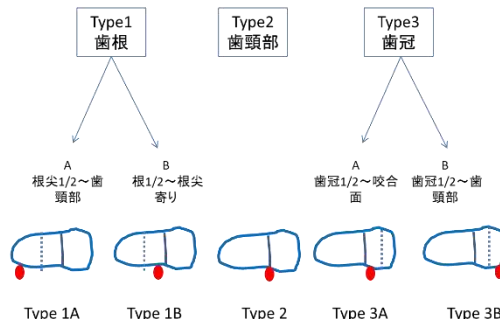 Type1
歯根
Type2
歯頸部
Type3
歯冠
A
根尖1/2～歯
頸部
B
根1/2～根尖
寄り
A
歯冠1/2～咬合
面
B
歯冠1/2～歯
頸部
Type 1A
Type 1B
Type 2
Type 3A
Type 3B